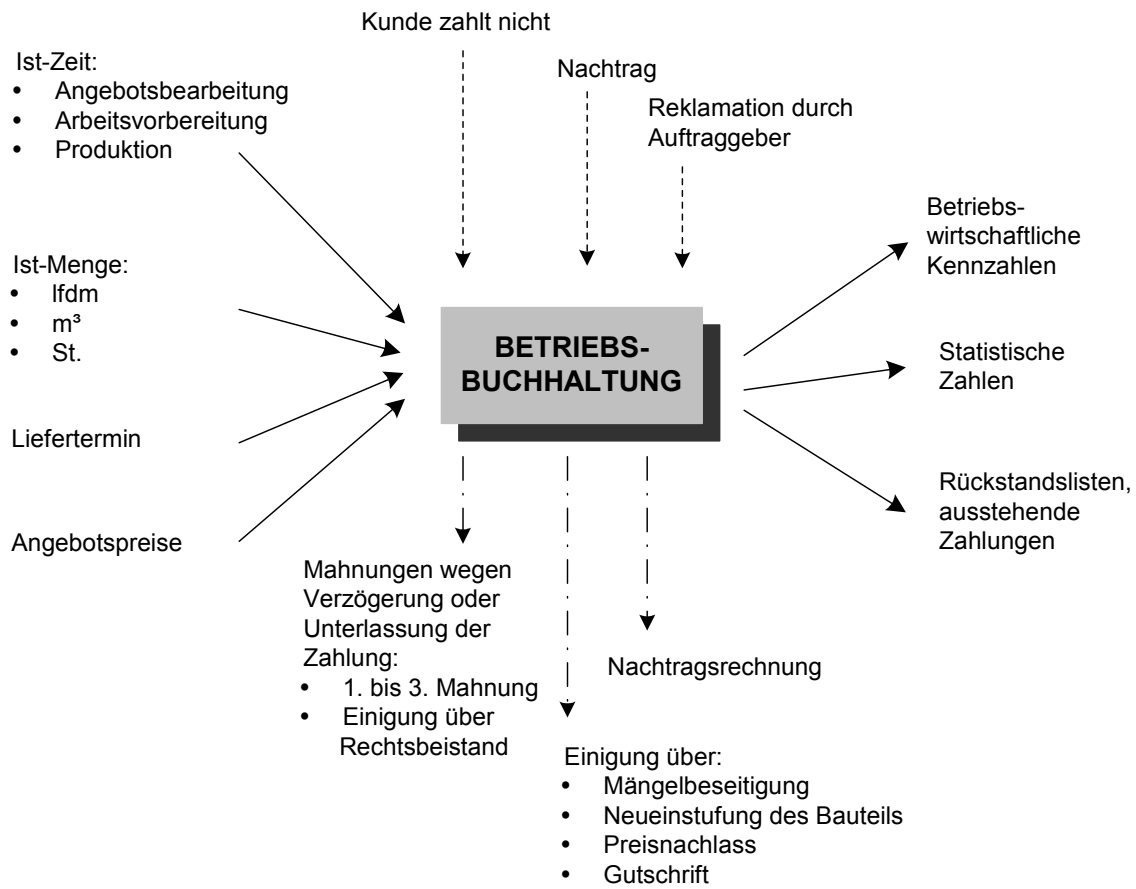 Kunde zahlt nicht
Nachtrag
Reklamation durch
Auftraggeber
Ist-Zeit:
• Angebotsbearbeitung
• Arbeitsvorbereitung
• Produktion
Ist-Menge:
• lfdm
• m³
• St.
Liefertermin
Angebotspreise
BETRIEBS-
BUCHHALTUNG
Betriebs-
wirtschaftliche
Kennzahlen
Statistische
Zahlen
Rückstandslisten,
ausstehende
Zahlungen
Mahnungen wegen
Verzögerung oder
Unterlassung der
Zahlung:
• 1. bis 3. Mahnung
• Einigung über
Rechtsbeistand
Nachtragsrechnung
Einigung über:
• Mängelbeseitigung
• Neueinstufung des Bauteils
• Preisnachlass
• Gutschrift